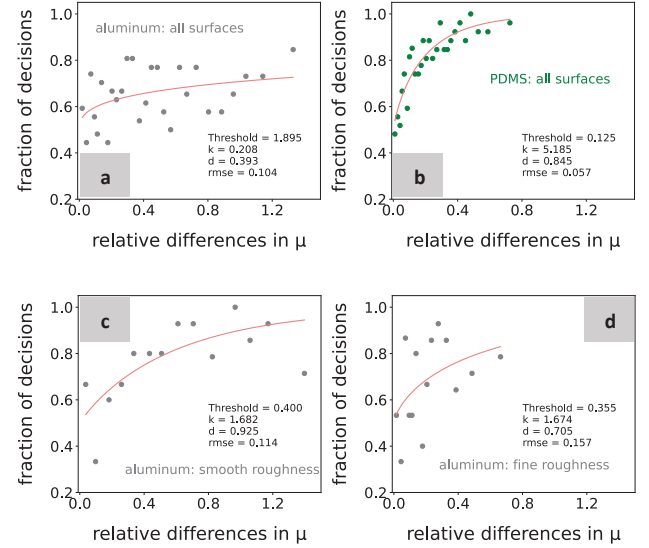 aluminum: all surfaces
fraction of decisions
1.0
0.8
0.6
0.4
0.2
Threshold = 1.895
k = 0.208
d = 0.393
rmse = 0.104
a
0.0 0.4 0.8 1.2
relative differences in μ
fraction of decisions
1.0
0.8
0.6
0.4
0.2
PDMS: all surfaces
Threshold = 0.125
k = 5.185
d = 0.845
rmse = 0.057
b
0.0 0.4 0.8 1.2
relative differences in μ
fraction of decisions
1.0
0.8
0.6
0.4
0.2
c
Threshold = 0.400
k = 1.682
d = 0.925
rmse = 0.114
aluminum: smooth roughness
0.0 0.4 0.8 1.2
relative differences in μ
fraction of decisions
1.0
0.8
0.6
0.4
0.2
d
Threshold = 0.355
k = 1.674
d = 0.705
rmse = 0.157
aluminum: fine roughness
0.0 0.4 0.8 1.2
relative differences in μ